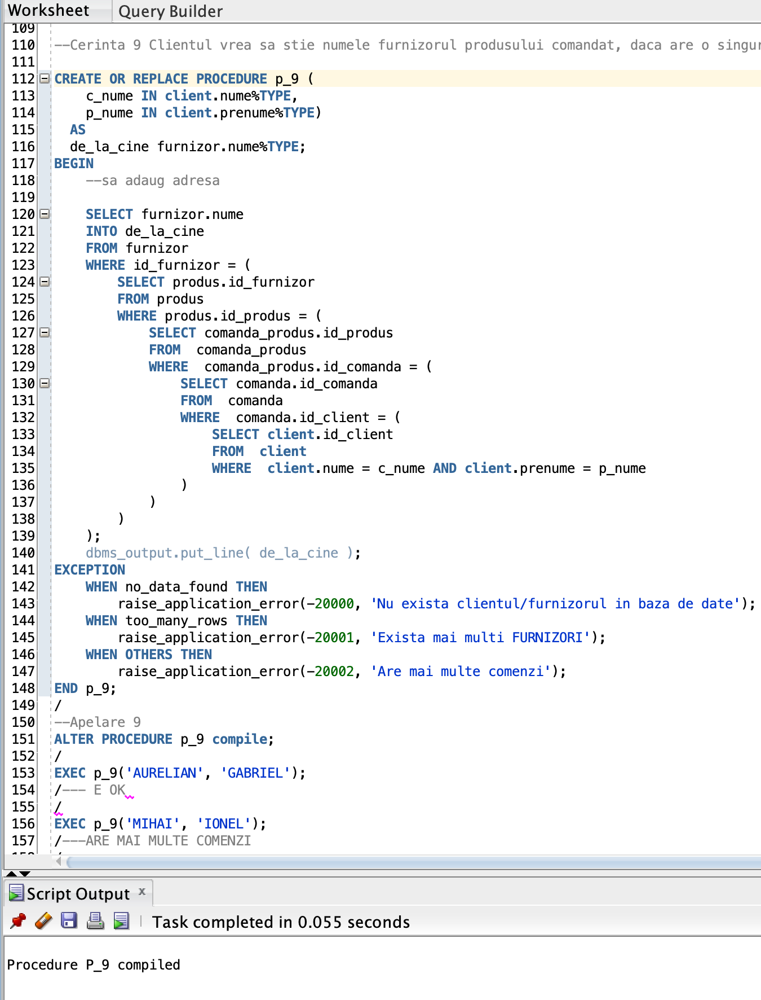 Worksheet Query Builder
109
110 --Cerinta 9 Clientul vrea sa stie numele furnizorul produsului comandat, daca are o singur
111
112 CREATE OR REPLACE PROCEDURE p_9 (
113 c_nume IN client.nume%TYPE,
114 p_nume IN client.prenume%TYPE)
115 AS
116 de_la_cine furnizor.nume%TYPE;
117 BEGIN
118 --sa adaug adresa
119
120 SELECT furnizor.nume
121 INTO de_la_cine
122 FROM furnizor
123 WHERE id_furnizor = (
124 SELECT produs.id_furnizor
125 FROM produs
126 WHERE produs.id_produs = (
127 SELECT comanda_produs.id_produs
128 FROM comanda_produs
129 WHERE comanda_produs.id_comanda = (
130 SELECT comanda.id_comanda
131 FROM comanda
132 WHERE comanda.id_client = (
133 SELECT client.id_client
134 FROM client
135 WHERE client.nume = c_nume AND client.prenume = p_nume
136 )
137 )
138 )
139 );
140 dbms_output.put_line( de_la_cine );
141 EXCEPTION
142 WHEN no_data_found THEN
143 raise_application_error(-20000, 'Nu exista clientul/furnizorul in baza de date');
144 WHEN too_many_rows THEN
145 raise_application_error(-20001, 'Exista mai multi FURNIZORI');
146 WHEN OTHERS THEN
147 raise_application_error(-20002, 'Are mai multe comenzi');
148 END p_9;
149 /
150 --Apelare 9
151 ALTER PROCEDURE p_9 compile;
152 /
153 EXEC p_9('AURELIAN', 'GABRIEL');
154 /--- E OK
155 /
156 EXEC p_9('MIHAI', 'IONEL');
157 /---ARE MAI MULTE COMENZI
Script Output x
Task completed in 0.055 seconds
Procedure P_9 compiled